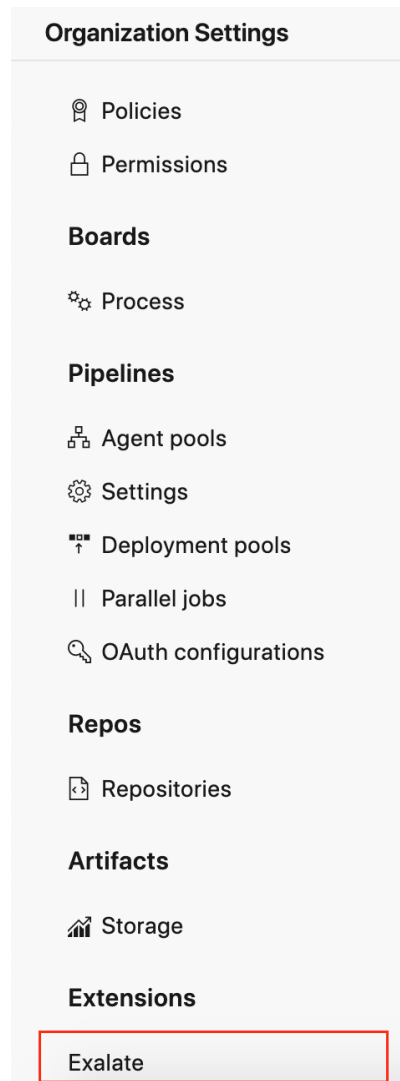 Organization Settings
Policies
Permissions
Boards
Process
Pipelines
Agent pools
Settings
Deployment pools
Parallel jobs
OAuth configurations
Repos
Repositories
Artifacts
Storage
Extensions
Exalate